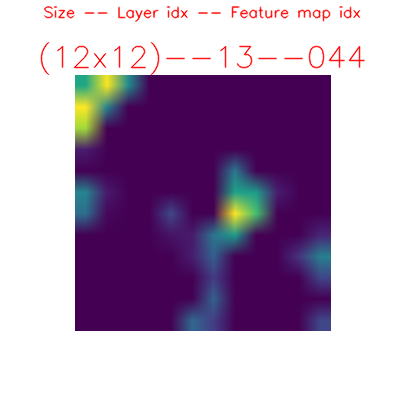 Size -- Layer idx -- Feature map idx
(12x12)--13--044